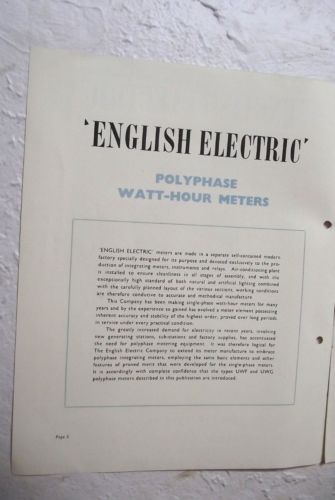 'ENGLISH ELECTRIC'
POLYPHASE
WATT-HOUR METERS
'ENGLISH ELECTRIC' meters are made in a separate self-contained modern
factory specially designed for its purpose and devoted exclusively to the pro-
duction of integrating meters, instruments and relays. Air-conditioning plant
is installed to ensure cleanliness in all stages of assembly, and with the
exceptionally high standard of both natural and artificial lighting combined
with the carefully planned layout of the various sections, working conditions
are therefore conducive to accurate and methodical manufacture.
This Company has been making single-phase watt-hour meters for many
years and by the experience so gained has evolved a meter element possessing
inherent accuracy and stability of the highest order, proved over long periods
in service under every practical condition.
The greatly increased demand for electricity in recent years, involving
new generating stations, sub-stations and factory supplies, has accentuated
the need for polyphase metering equipment. It was therefore logical for
The English Electric Company to extend its meter manufacture to embrace
polyphase integrating meters, employing the same basic elements and other
features of proved merit that were developed for the single-phase meters.
It is accordingly with complete confidence that the types UWF and UWG
polyphase meters described in this publication are introduced.
Page 3